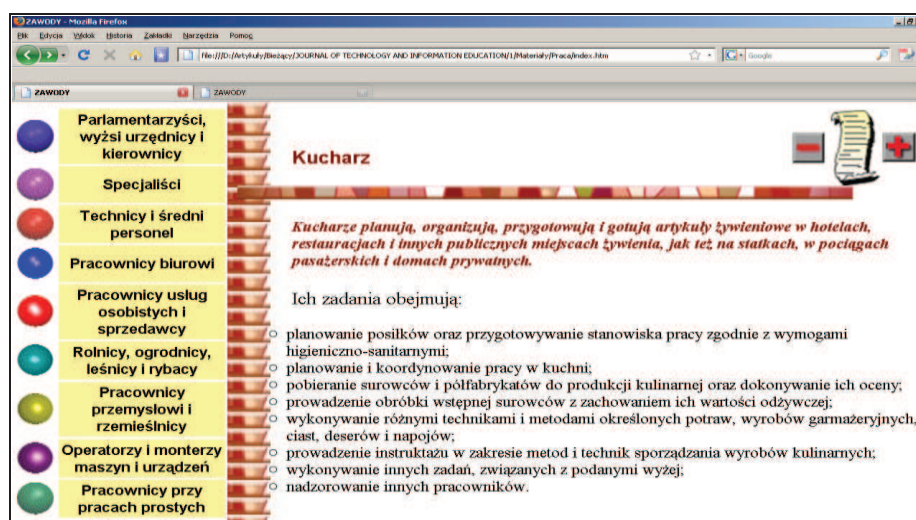 ZAWODY - Mozilla Firefox
Plik Edycja Widok Historia Zakładki Narzędzia Pomoc
file:///D:/Artykuły/Bieżący/JOURNAL OF TECHNOLOGY AND INFORMATION EDUCATION/1/Materiały/Praca/index.htm
Google
ZAWODY
ZAWODY
Parlamentarzyści,
wyżsi urzędnicy i
kierownicy
Specjaliści
Technicy i średni
personel
Pracownicy biurowi
Pracownicy usług
osobistych i
sprzedawcy
Rolnicy, ogrodnicy,
leśnicy i rybacy
Pracownicy
przemysłowi i
rzemieślnicy
Operatorzy i monterzy
maszyn i urządzeń
Pracownicy przy
pracach prostych
Kucharz
Kucharze planują, organizują, przygotowują i gotują artykuły żywieniowe w hotelach,
restauracjach i innych publicznych miejscach żywienia, jak też na statkach, w pociągach
pasażerskich i domach prywatnych.
Ich zadania obejmują:
planowanie posiłków oraz przygotowywanie stanowiska pracy zgodnie z wymogami
higieniczno-sanitarnymi;
planowanie i koordynowanie pracy w kuchni;
pobieranie surowców i półfabrykatów do produkcji kulinarnej oraz dokonywanie ich oceny;
prowadzenie obróbki wstępnej surowców z zachowaniem ich wartości odżywczej;
wykonywanie różnymi technikami i metodami określonych potraw, wyrobów garmażeryjnych,
ciast, deserów i napojów;
prowadzenie instruktażu w zakresie metod i technik sporządzania wyrobów kulinarnych;
wykonywanie innych zadań, związanych z podanymi wyżej;
nadzorowanie innych pracowników.